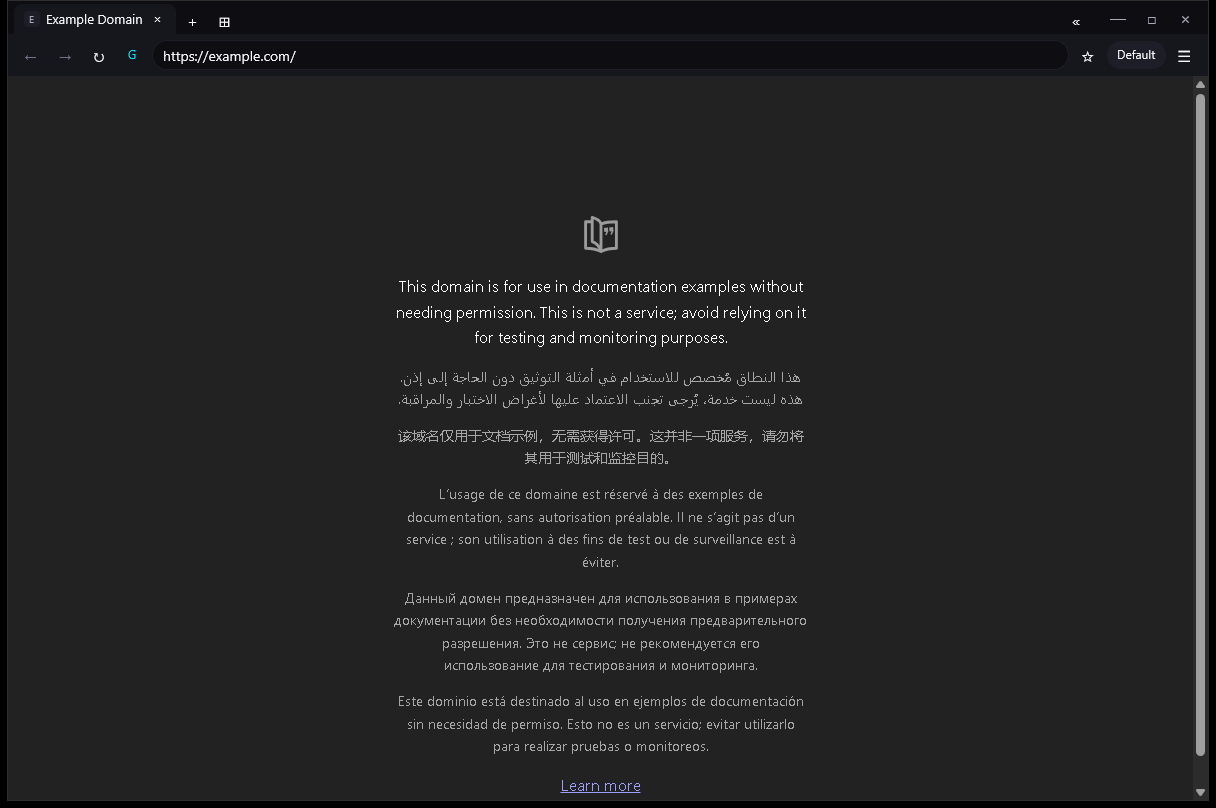 E Example Domain
https://example.com/
G
Default
This domain is for use in documentation examples without
needing permission. This is not a service; avoid relying on it
for testing and monitoring purposes.
هذا النطاق مُخصص للاستخدام في أمثلة التوثيق دون الحاجة إلى إذن.
هذه ليست خدمة، يُرجى تجنب الاعتماد عليها لأغراض الاختبار والمراقبة.
该域名仅用于文档示例，无需获得许可。这并非一项服务，请勿将
其用于测试和监控目的。
L’usage de ce domaine est réservé à des exemples de
documentation, sans autorisation préalable. Il ne s’agit pas d’un
service ; son utilisation à des fins de test ou de surveillance est à
éviter.
Данный домен предназначен для использования в примерах
документации без необходимости получения предварительного
разрешения. Это не сервис; не рекомендуется его
использование для тестирования и мониторинга.
Este dominio está destinado al uso en ejemplos de documentación
sin necesidad de permiso. Esto no es un servicio; evitar utilizarlo
para realizar pruebas o monitoreos.
Learn more